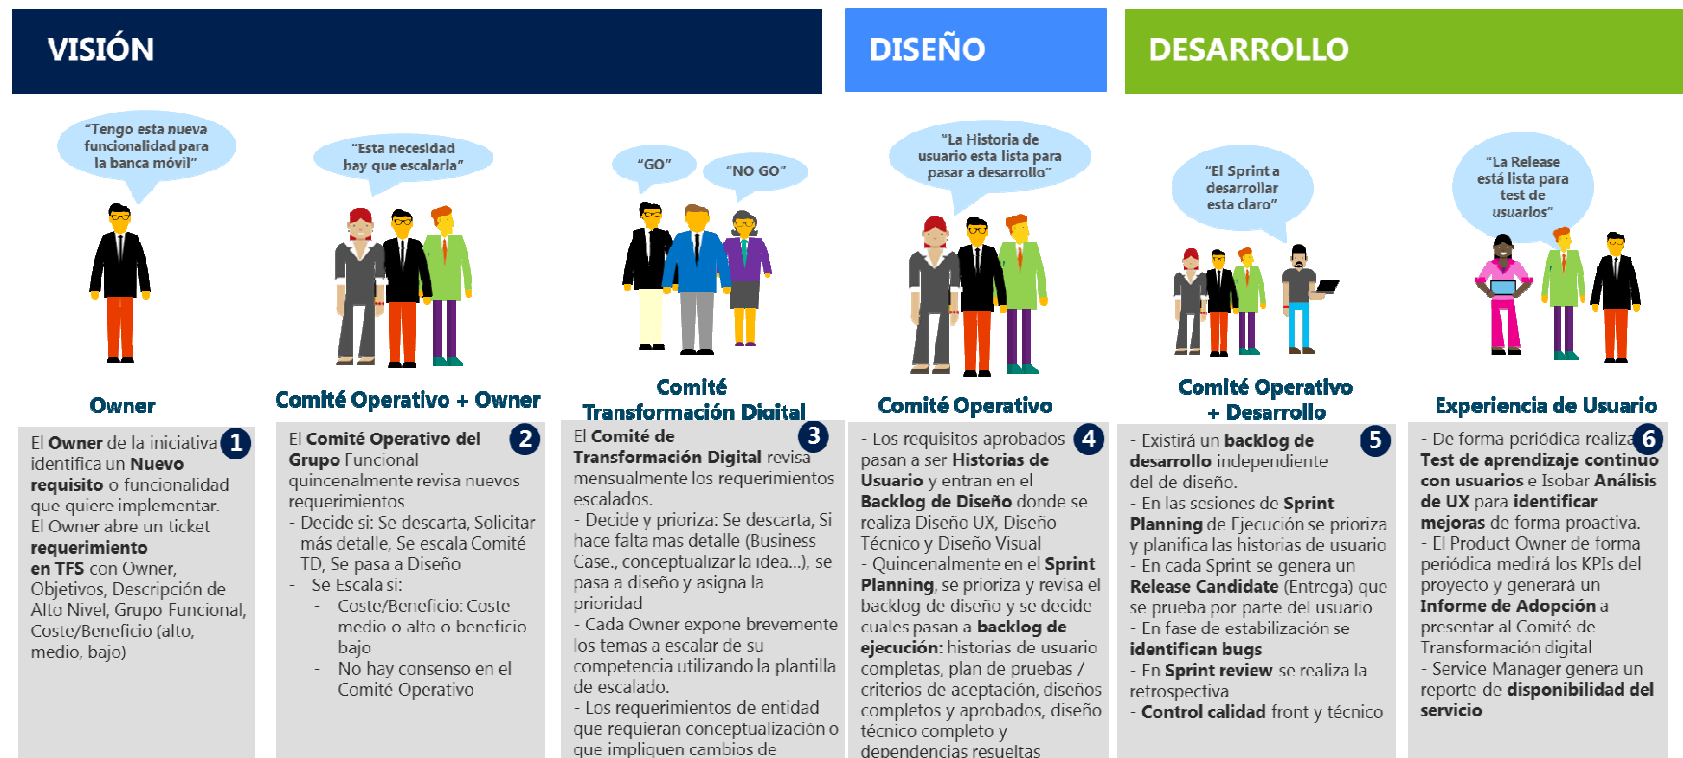 VISIÓN
DISEÑO
DESARROLLO
“Tengo esta nueva
funcionalidad para
la banca móvil”
“Esta necesidad
hay que escalarla”
“GO”
“NO GO”
“La Historia de
usuario esta lista para
pasar a desarrollo”
“El Sprint a
desarrollar
esta claro”
“La Release
está lista para
test de
usuarios”
Owner
Comité Operativo + Owner
Comité
Transformación Digital
Comité Operativo
Comité Operativo
+ Desarrollo
Experiencia de Usuario
1
El Owner de la iniciativa
identifica un Nuevo
requisito o funcionalidad
que quiere implementar.
El Owner abre un ticket
requerimiento
en TFS con Owner,
Objetivos, Descripción de
Alto Nivel, Grupo Funcional,
Coste/Beneficio (alto,
medio, bajo)
2
El Comité Operativo del
Grupo Funcional
quincenalmente revisa nuevos
requerimientos
- Decide si: Se descarta, Solicitar
más detalle, Se escala Comité
TD, Se pasa a Diseño
- Se Escala si:
- Coste/Beneficio: Coste
medio o alto o beneficio
bajo
- No hay consenso en el
Comité Operativo
3
El Comité de
Transformación Digital revisa
mensualmente los requerimientos
escalados.
- Decide y prioriza: Se descarta, Si
hace falta mas detalle (Business
Case., conceptualizar la idea...), se
pasa a diseño y asigna la
prioridad
- Cada Owner expone brevemente
los temas a escalar de su
competencia utilizando la plantilla
de escalado.
- Los requerimientos de entidad
que requieran conceptualización o
que impliquen cambios de
4
- Los requisitos aprobados
pasan a ser Historias de
Usuario y entran en el
Backlog de Diseño donde se
realiza Diseño UX, Diseño
Técnico y Diseño Visual
- Quincenalmente en el Sprint
Planning, se prioriza y revisa el
backlog de diseño y se decide
cuales pasan a backlog de
ejecución: historias de usuario
completas, plan de pruebas /
criterios de aceptación, diseños
completos y aprobados, diseño
técnico completo y
dependencias resueltas
5
- Existirá un backlog de
desarrollo independiente
del de diseño.
- En las sesiones de Sprint
Planning de Ejecución se prioriza
y planifica las historias de usuario
- En cada Sprint se genera un
Release Candidate (Entrega) que
se prueba por parte del usuario
- En fase de estabilización se
identifican bugs
- En Sprint review se realiza la
retrospectiva
- Control calidad front y técnico
6
- De forma periódica realiza
Test de aprendizaje continuo
con usuarios e Isobar Análisis
de UX para identificar
mejoras de forma proactiva.
- El Product Owner de forma
periódica medirá los KPIs del
proyecto y generará un
Informe de Adopción a
presentar al Comité de
Transformación digital
- Service Manager genera un
reporte de disponibilidad del
servicio